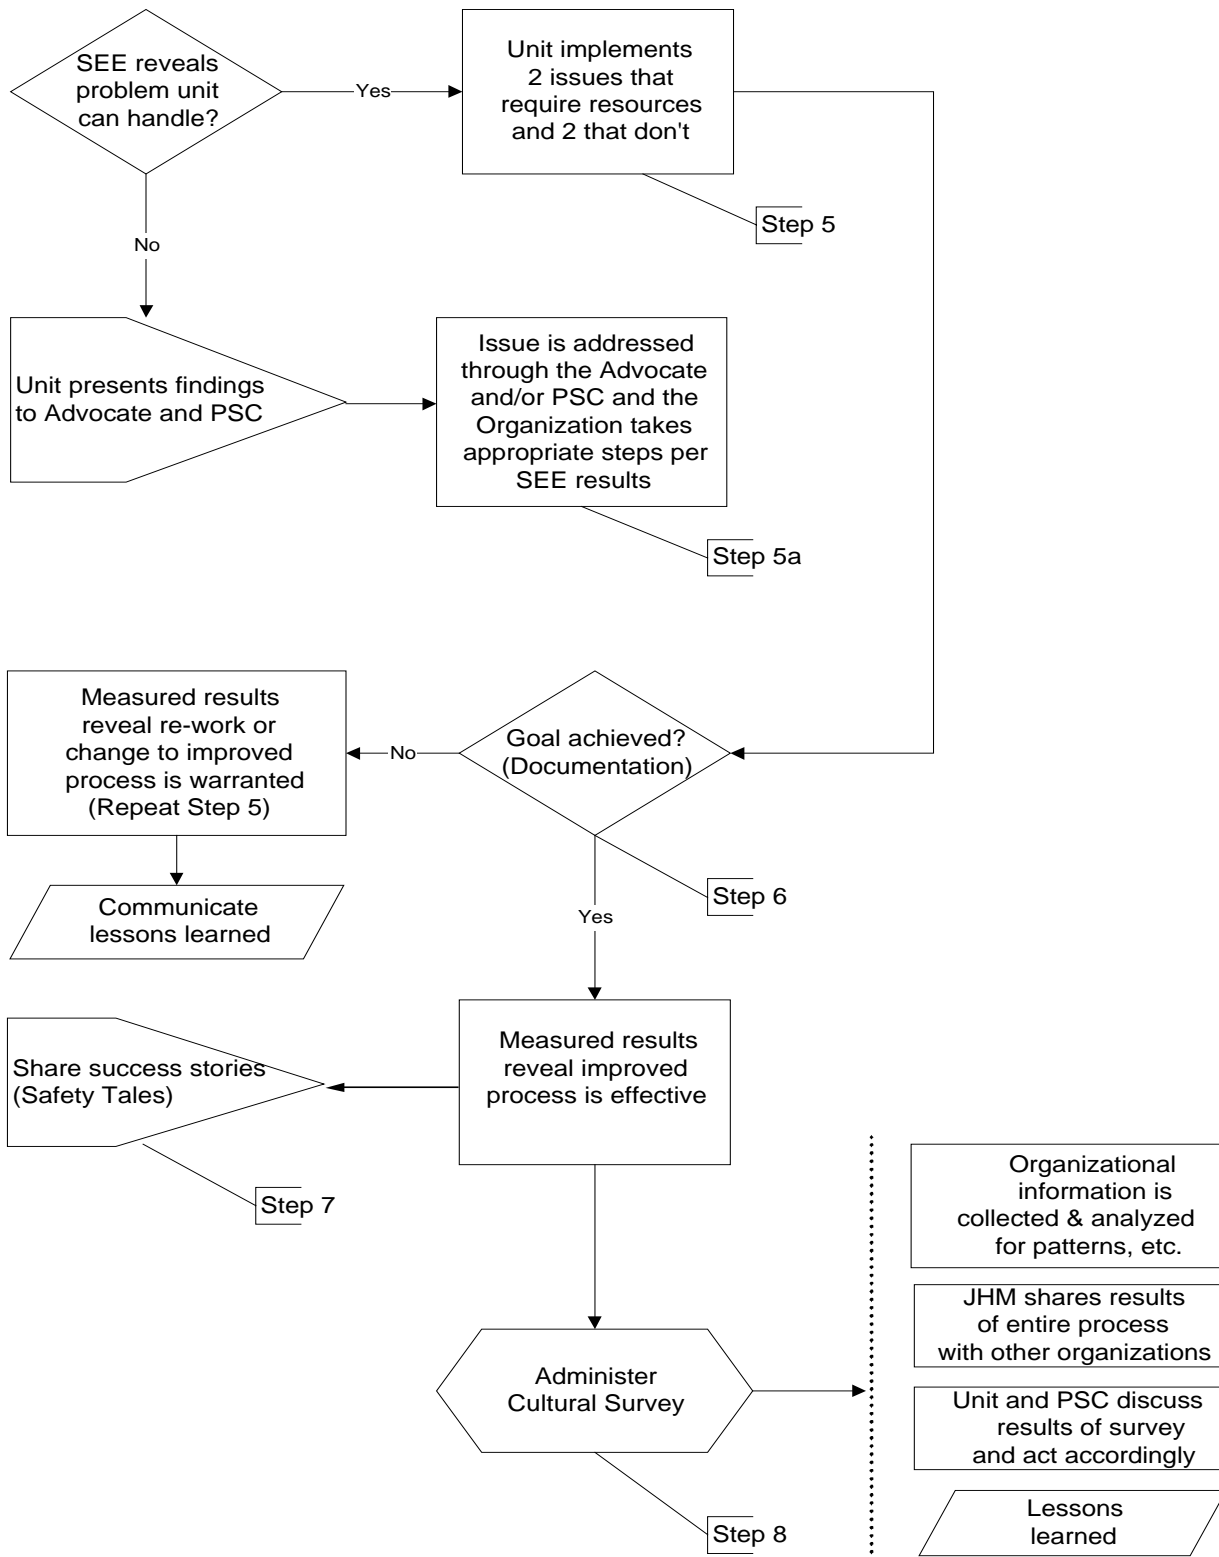 SEE reveals
problem unit
can handle?
Yes
Unit implements
2 issues that
require resources
and 2 that don't
Step 5
No
Unit presents findings
to Advocate and PSC
Issue is addressed
through the Advocate
and/or PSC and the
Organization takes
appropriate steps per
SEE results
Step 5a
Measured results
reveal re-work or
change to improved
process is warranted
(Repeat Step 5)
No
Goal achieved?
(Documentation)
Step 6
Communicate
lessons learned
Yes
Measured results
reveal improved
process is effective
Share success stories
(Safety Tales)
Step 7
Administer
Cultural Survey
Step 8
Organizational
information is
collected & analyzed
for patterns, etc.
JHM shares results
of entire process
with other organizations
Unit and PSC discuss
results of survey
and act accordingly
Lessons
learned